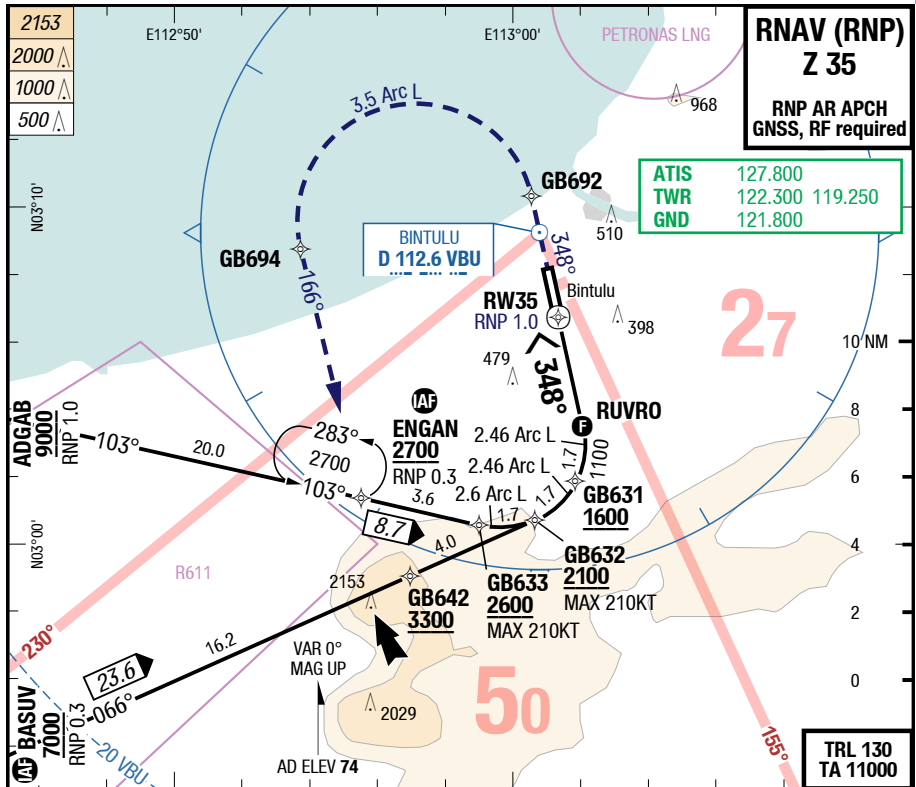 2153
2000
1000
500
E112°50'
E113°00'
PETRONAS LNG
968
RNAV (RNP)
Z 35
RNP AR APCH
GNSS, RF required
ATIS 127.800
TWR 122.300 119.250
GND 121.800
N03°10'
3.5 Arc L
GB692
510
GB694
BINTULU
D 112.6 VBU
348°
166°
RW35
RNP 1.0
Bintulu
398
27
10 NM
479
348°
IAF
ENGAN
2700
RNP 0.3
F
RUVRO
8
ADGAB
9000
RNP 1.0
103°
20.0
283°
2700
103°
2.46 Arc L
1.7
1100
2.46 Arc L
1.7
6
3.6
2.6 Arc L
1.7
GB631
1600
8.7
N03°00'
4.0
4
R611
2153
GB642
3300
GB633
2600
MAX 210KT
GB632
2100
MAX 210KT
2
230°
16.2
VAR 0°
MAG UP
23.6
066°
50
0
IAF BASUV
7000
RNP 0.3
20 VBU
2029
155°
AD ELEV 74
TRL 130
TA 11000